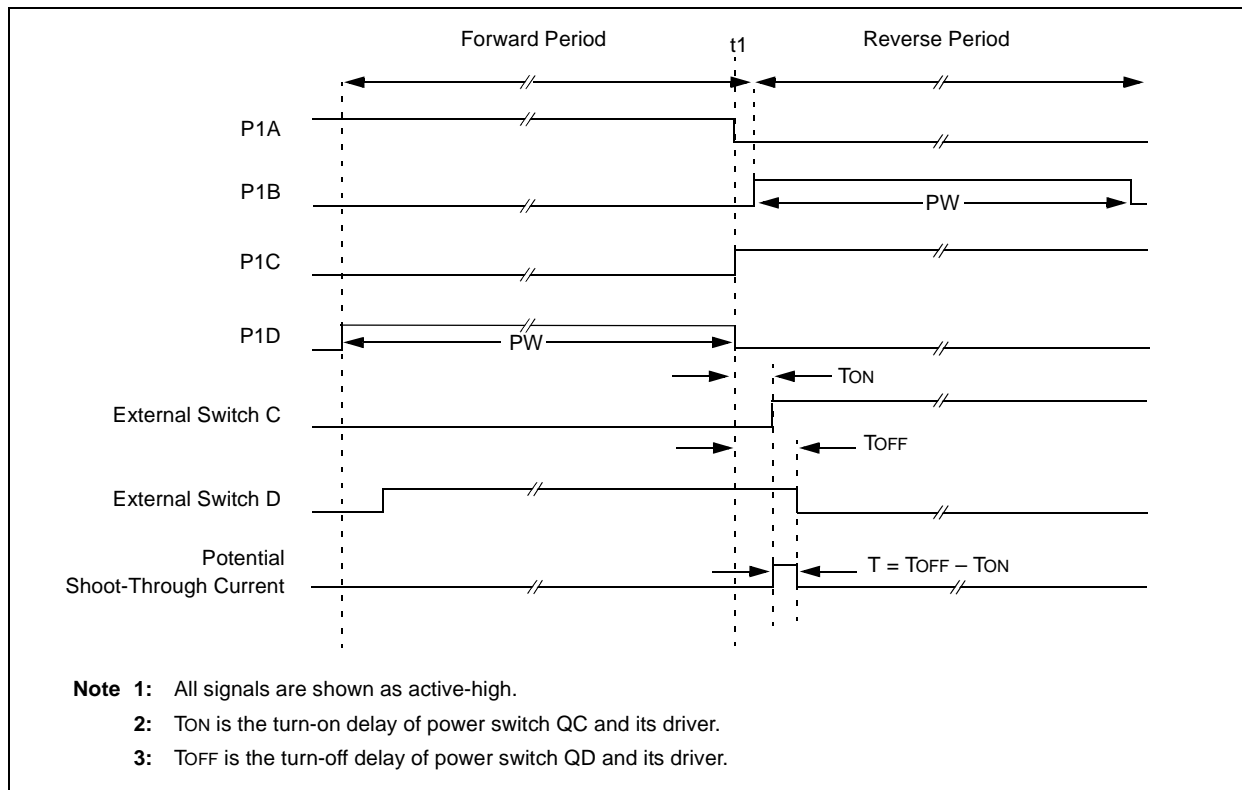 Forward Period
t1
Reverse Period
P1A
P1B
PW
P1C
P1D
PW
TON
External Switch C
TOFF
External Switch D
Potential
Shoot-Through Current
T = TOFF – TON
Note 1: All signals are shown as active-high.
2: TON is the turn-on delay of power switch QC and its driver.
3: TOFF is the turn-off delay of power switch QD and its driver.